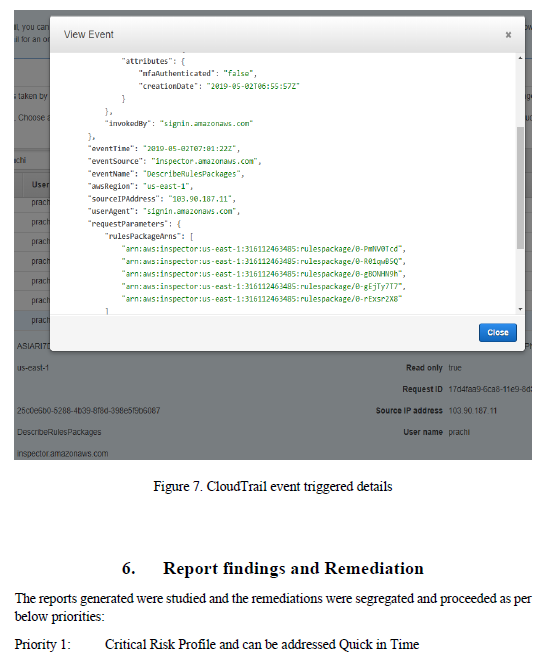 it, you can
il for an o
View Event
x
"attributes": {
"mfaAuthenticated": "false",
"creationDate": "2019-05-02T06:55:57Z"
}
},
"invokedBy": "signin.amazonaws.com"
},
"eventTime": "2019-05-02T07:01:22Z",
"eventSource": "inspector.amazonaws.com",
"eventName": "DescribeRulesPackages",
"awsRegion": "us-east-1",
"sourceIPAddress": "103.90.187.11",
"userAgent": "signin.amazonaws.com",
"requestParameters": {
"rulesPackageArns": [
"arn:aws:inspector:us-east-1:316112463485:rulespackage/0-PmNV0Tcd",
"arn:aws:inspector:us-east-1:316112463485:rulespackage/0-R01qwB5Q",
"arn:aws:inspector:us-east-1:316112463485:rulespackage/0-gBONHN9h",
"arn:aws:inspector:us-east-1:316112463485:rulespackage/0-gEjTy7T7",
"arn:aws:inspector:us-east-1:316112463485:rulespackage/0-rExsr2X8"
]
s taken by
Choose
chi
User
prach
prach
prach
prach
prach
prach
prach
Close
ASIARI7
us-east-1
Read only true
Request ID 17d4faa9-6ca8-11e9-8d
25c0e6b0-5288-4b39-8f8d-398e5f9b6087
Source IP address 103.90.187.11
DescribeRulesPackages
User name prachi
inspector.amazonaws.com
Figure 7. CloudTrail event triggered details
6. Report findings and Remediation
The reports generated were studied and the remediations were segregated and proceeded as per
below priorities:
Priority 1: Critical Risk Profile and can be addressed Quick in Time